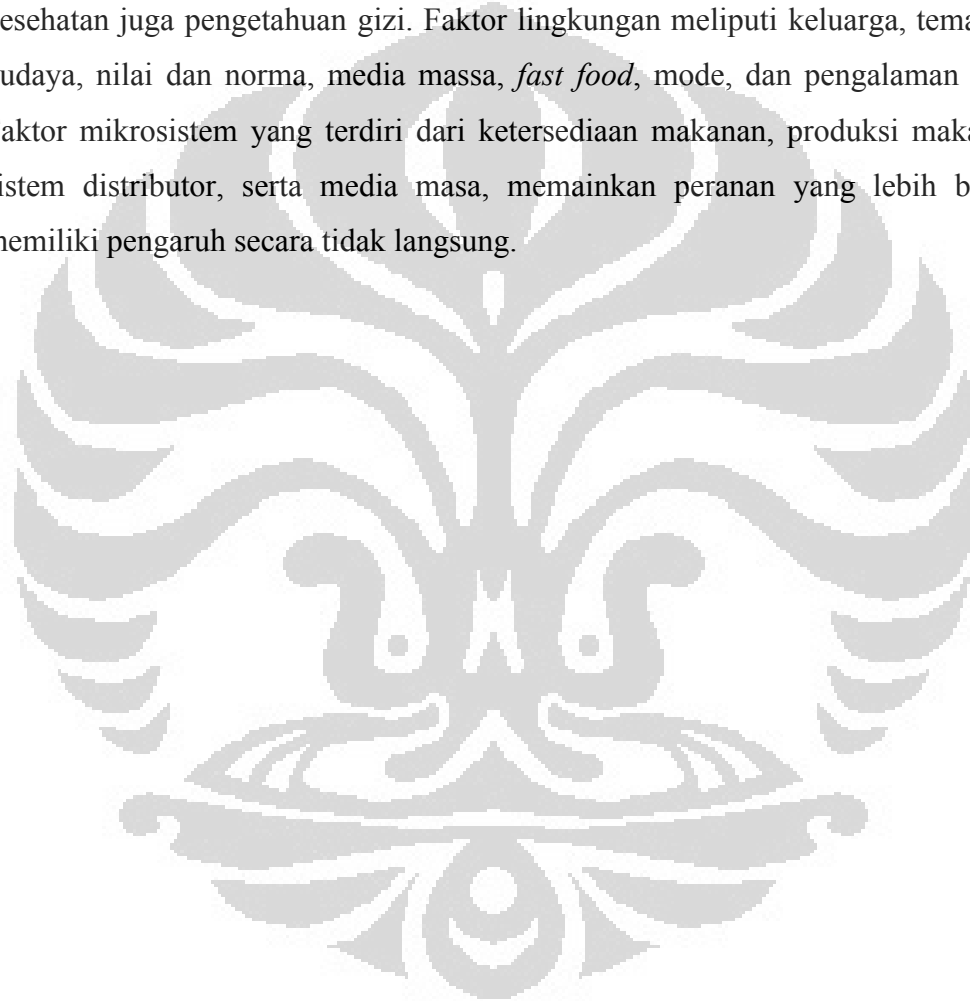 esehatan juga pengetahuan gizi. Faktor lingkungan meliputi keluarga, tema
udaya, nilai dan norma, media massa, fast food, mode, dan pengalaman
aktor mikrosistem yang terdiri dari ketersediaan makanan, produksi maka
istem distributor, serta media masa, memainkan peranan yang lebih b
nemiliki pengaruh secara tidak langsung.